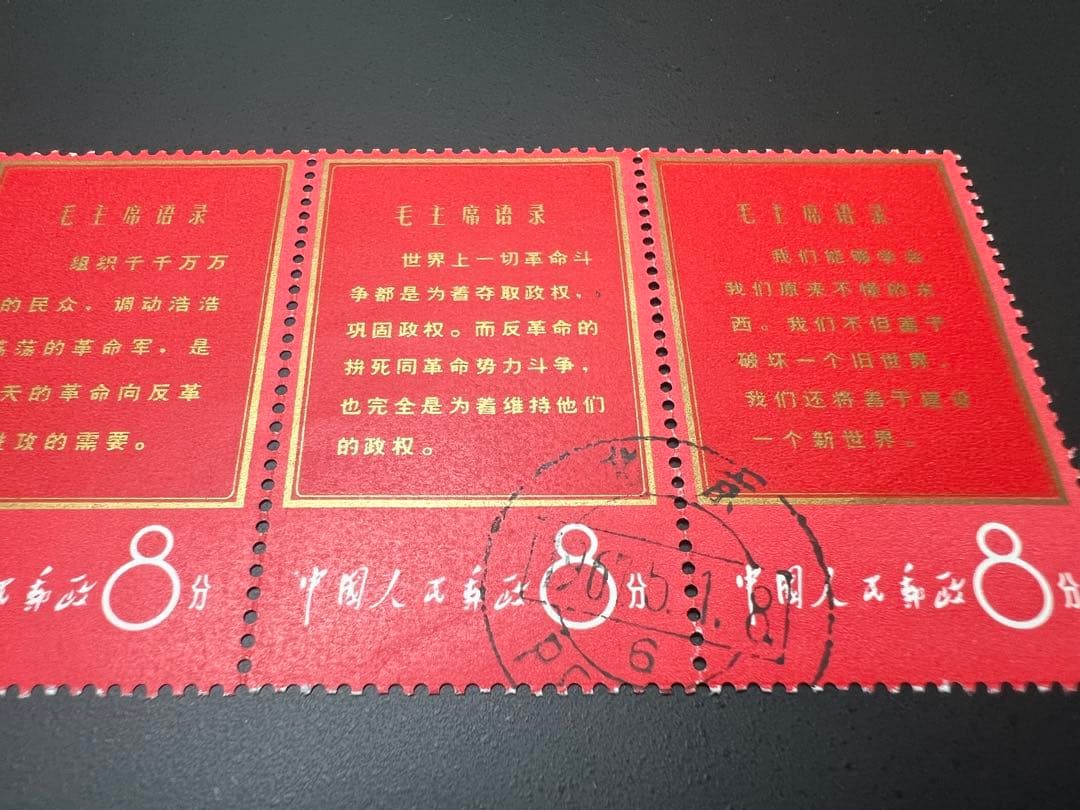 毛主席语录
组织千千万万
的民众，调动浩浩
荡荡的革命军，是
天的革命向反革
进攻的需要。
人民邮政 8分
毛主席语录
世界上一切革命斗
争都是为着夺取政权，
巩固政权。而反革命的
拚死同革命势力斗争，
也完全是为着维持他们
的政权。
中国人民邮政 8分
毛主席语录
我们能够学会
我们原来不懂的东
西。我们不但善于
破坏一个旧世界，
我们还将善于建设
一个新世界。
中国人民邮政 8分
6